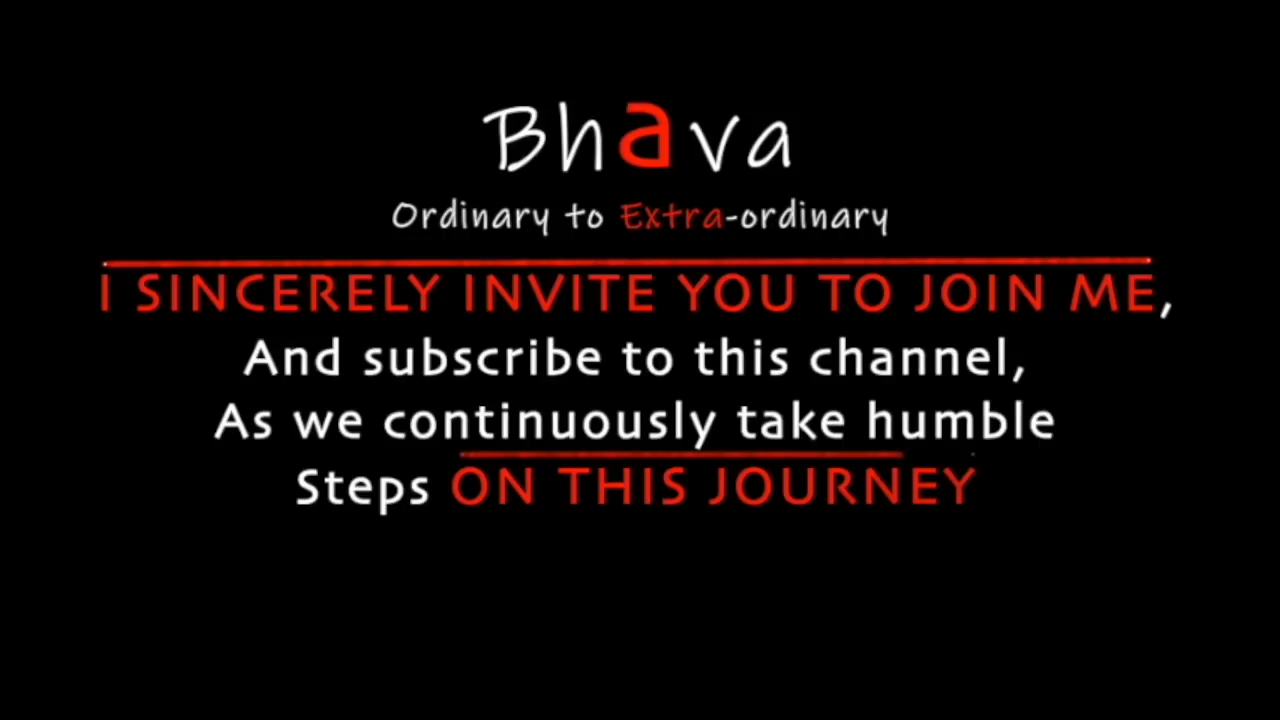 Bhava
Ordinary to Extra-ordinary
I SINCERELY INVITE YOU TO JOIN ME,
And subscribe to this channel,
As we continuously take humble
Steps ON THIS JOURNEY